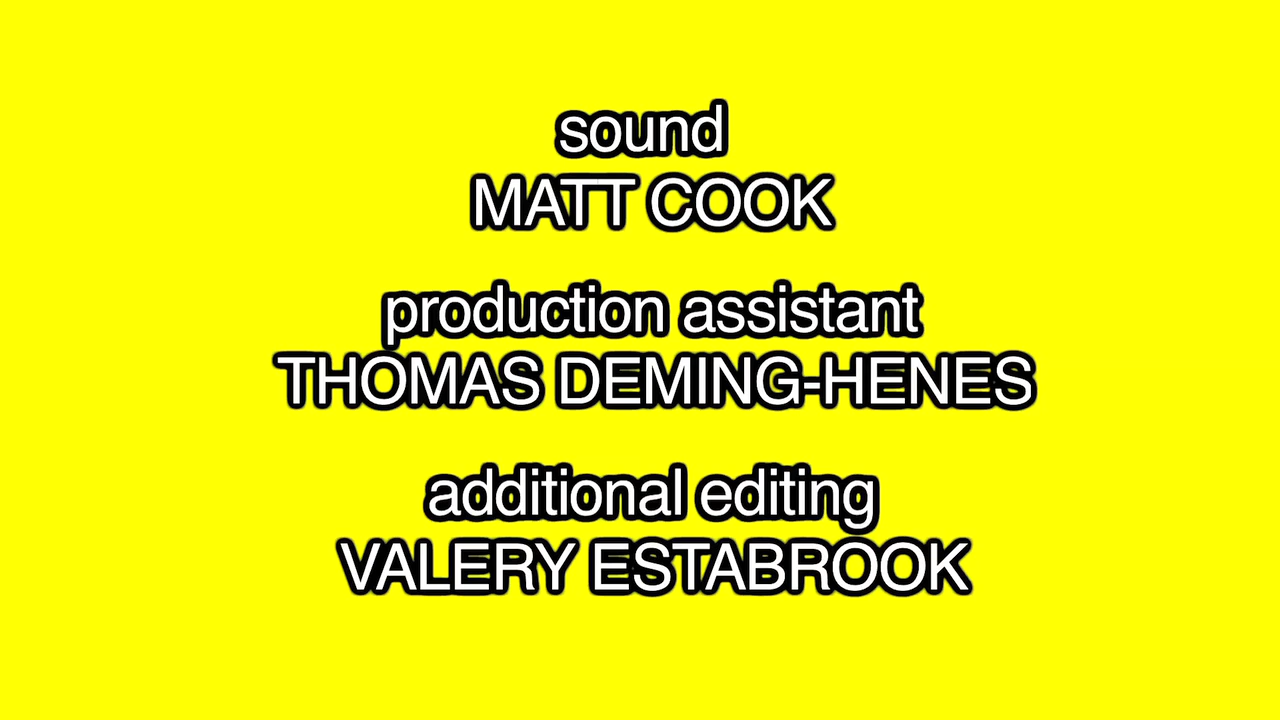 sound
MATT COOK
production assistant
THOMAS DEMING-HENES
additional editing
VALERY ESTABROOK